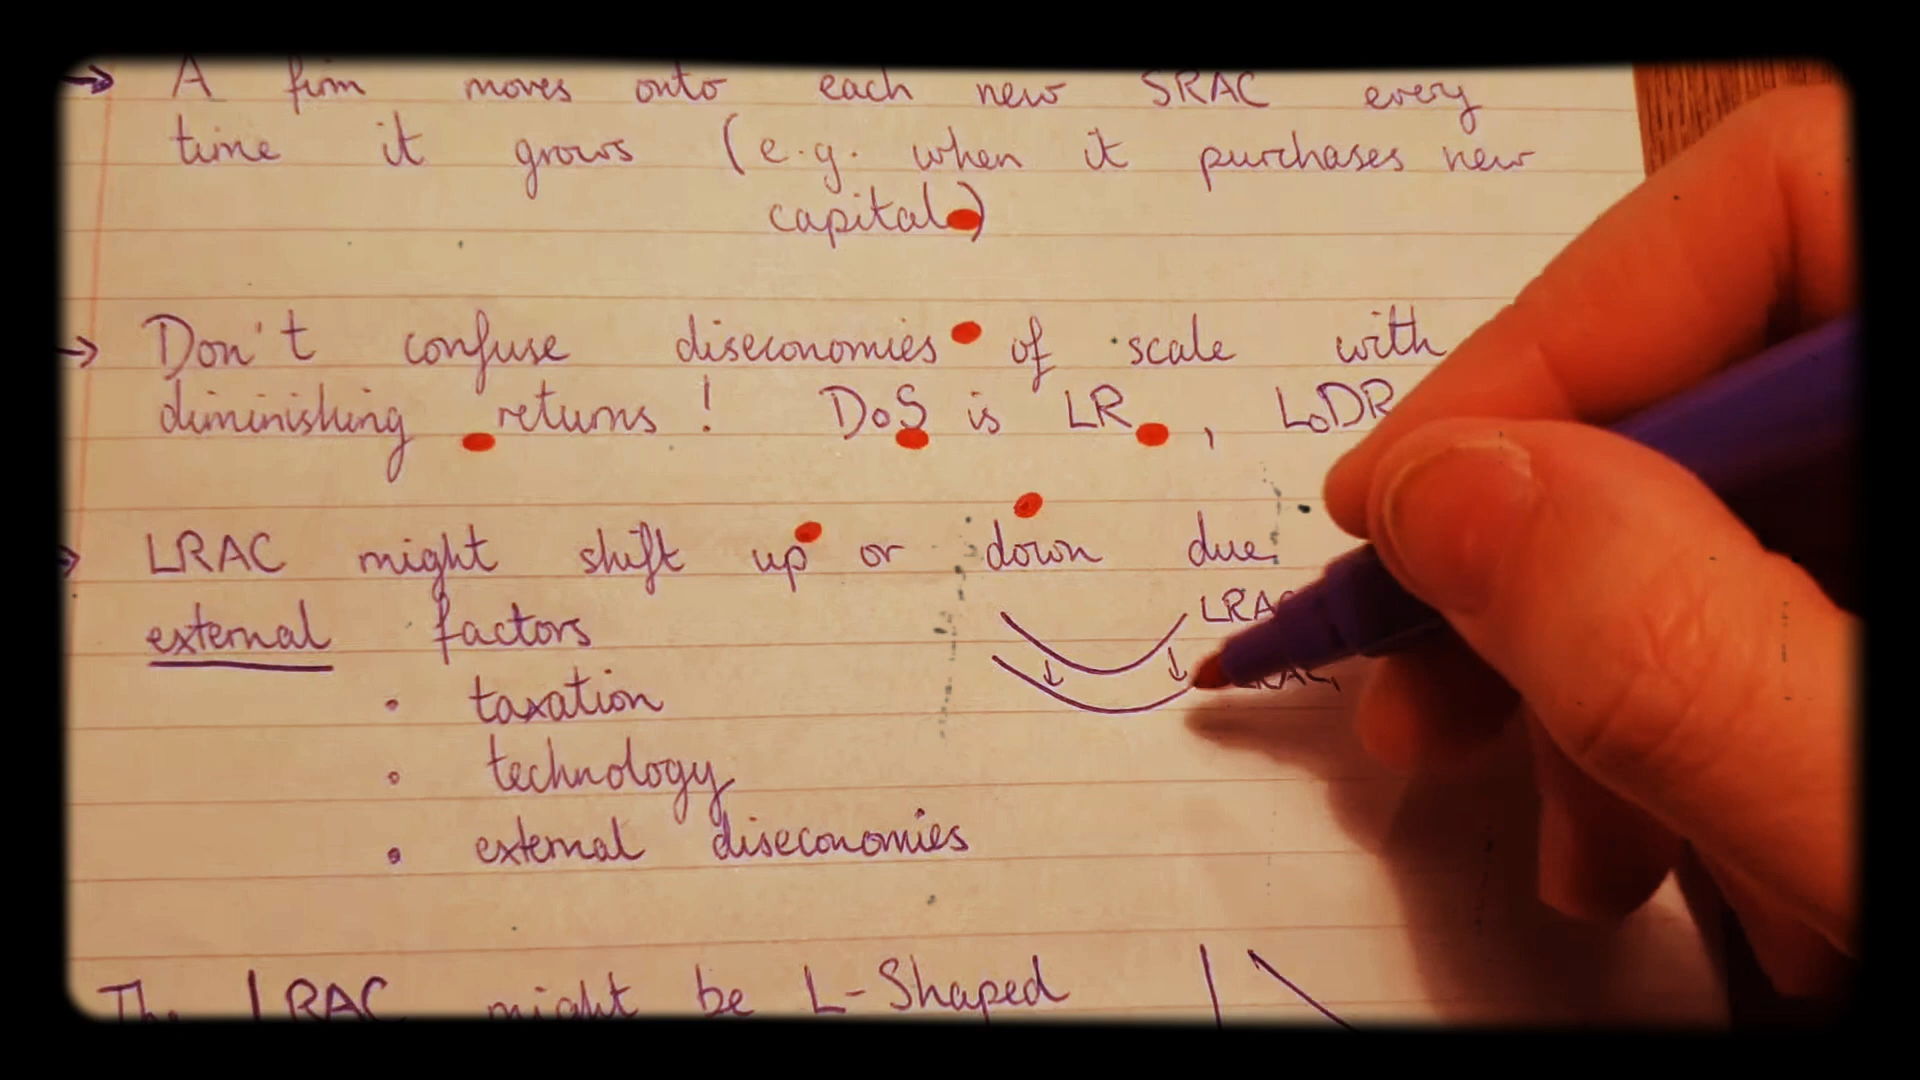 → A firm moves onto each new SRAC every
time it grows (e.g. when it purchases new
capital)
→ Don't confuse diseconomies of scale with
diminishing returns! DoS is LR, LoDR
→ LRAC might shift up or down due
external factors
LRAC
• taxation
• technology
• external diseconomies
The LRAC might be L-Shaped